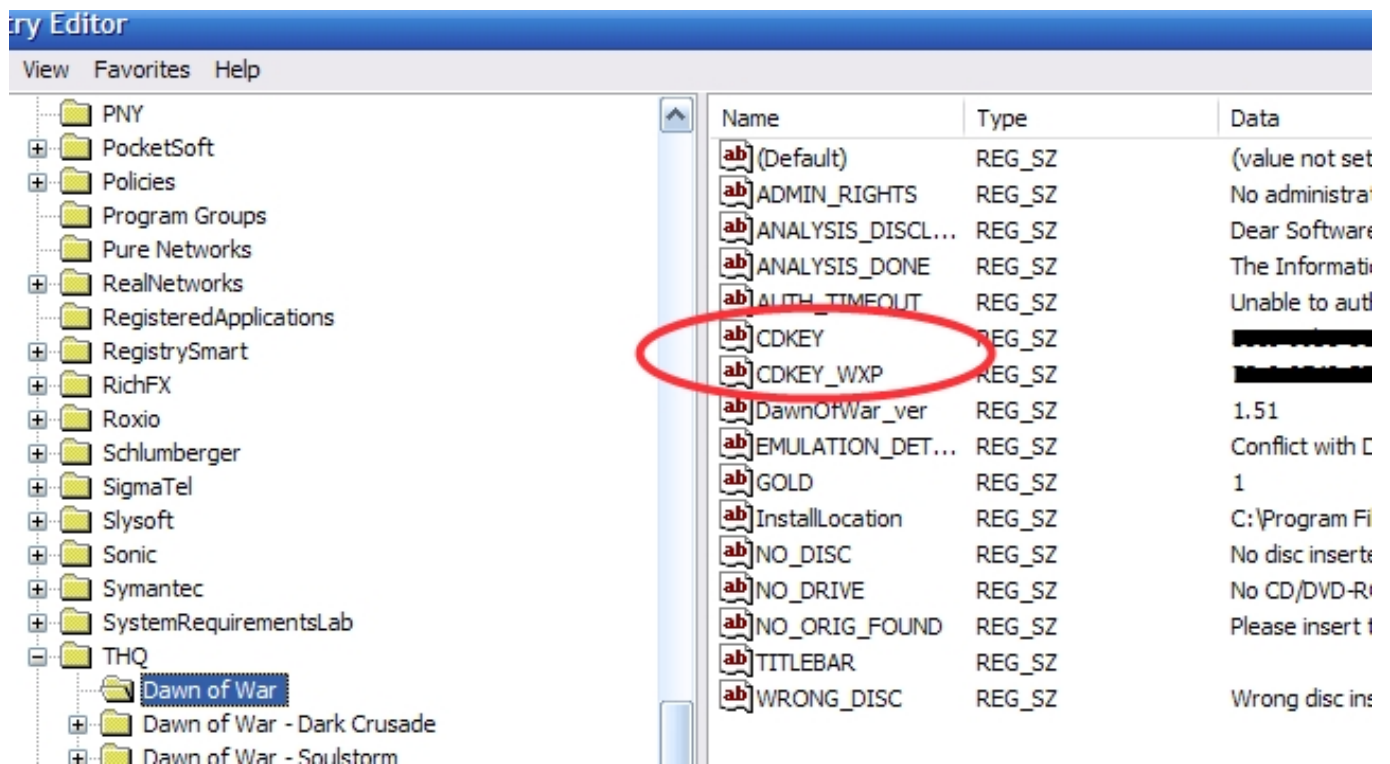 ry Editor
View Favorites Help
PNY
PocketSoft
Policies
Program Groups
Pure Networks
RealNetworks
RegisteredApplications
RegistrySmart
RichFX
Roxio
Schlumberger
SigmaTel
Slysoft
Sonic
Symantec
SystemRequirementsLab
THQ
Dawn of War
Dawn of War - Dark Crusade
Dawn of War - Soulstorm
Name Type Data
(Default) REG_SZ (value not set
ADMIN_RIGHTS REG_SZ No administra
ANALYSIS_DISCL... REG_SZ Dear Software
ANALYSIS_DONE REG_SZ The Informati
AUTH_TIMEOUT REG_SZ Unable to aut
CDKEY REG_SZ
CDKEY_WXP REG_SZ
DawnOfWar_ver REG_SZ 1.51
EMULATION_DET... REG_SZ Conflict with D
GOLD REG_SZ 1
InstallLocation REG_SZ C:\Program Fi
NO_DISC REG_SZ No disc inserte
NO_DRIVE REG_SZ No CD/DVD-R
NO_ORIG_FOUND REG_SZ Please insert t
TITLEBAR REG_SZ
WRONG_DISC REG_SZ Wrong disc ins